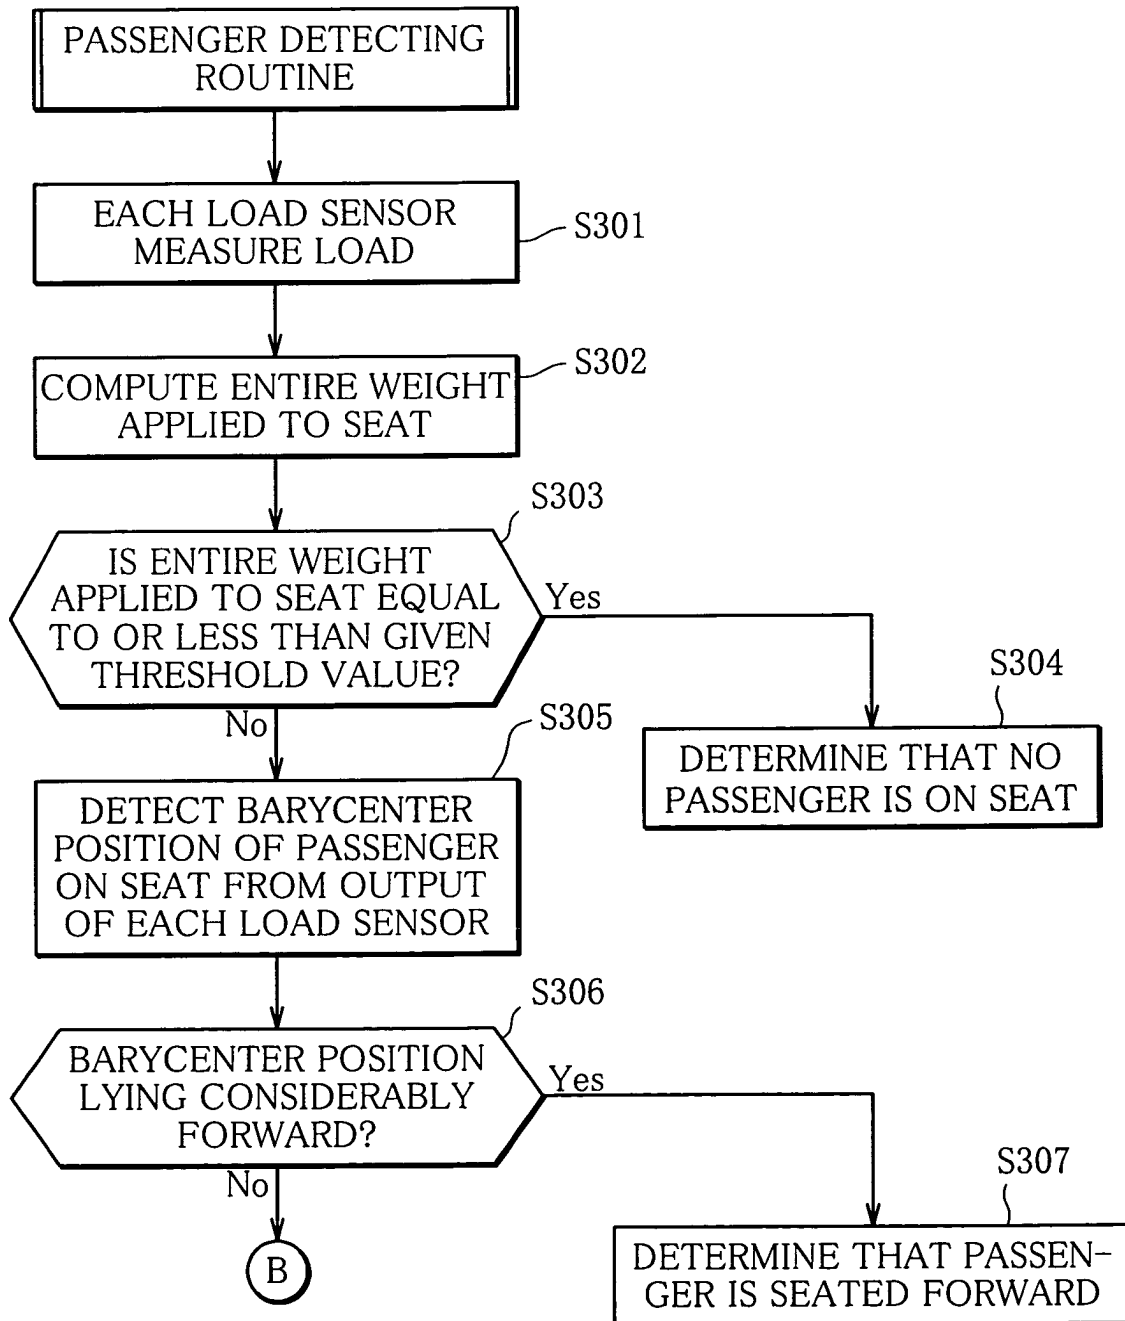 PASSENGER DETECTING
ROUTINE
EACH LOAD SENSOR
MEASURE LOAD
S301
S302
COMPUTE ENTIRE WEIGHT
APPLIED TO SEAT
S303
IS ENTIRE WEIGHT
APPLIED TO SEAT EQUAL
TO OR LESS THAN GIVEN
THRESHOLD VALUE?
Yes
No
S304
DETERMINE THAT NO
PASSENGER IS ON SEAT
S305
DETECT BARYCENTER
POSITION OF PASSENGER
ON SEAT FROM OUTPUT
OF EACH LOAD SENSOR
S306
BARYCENTER POSITION
LYING CONSIDERABLY
FORWARD?
Yes
No
S307
DETERMINE THAT PASSEN-
GER IS SEATED FORWARD
B